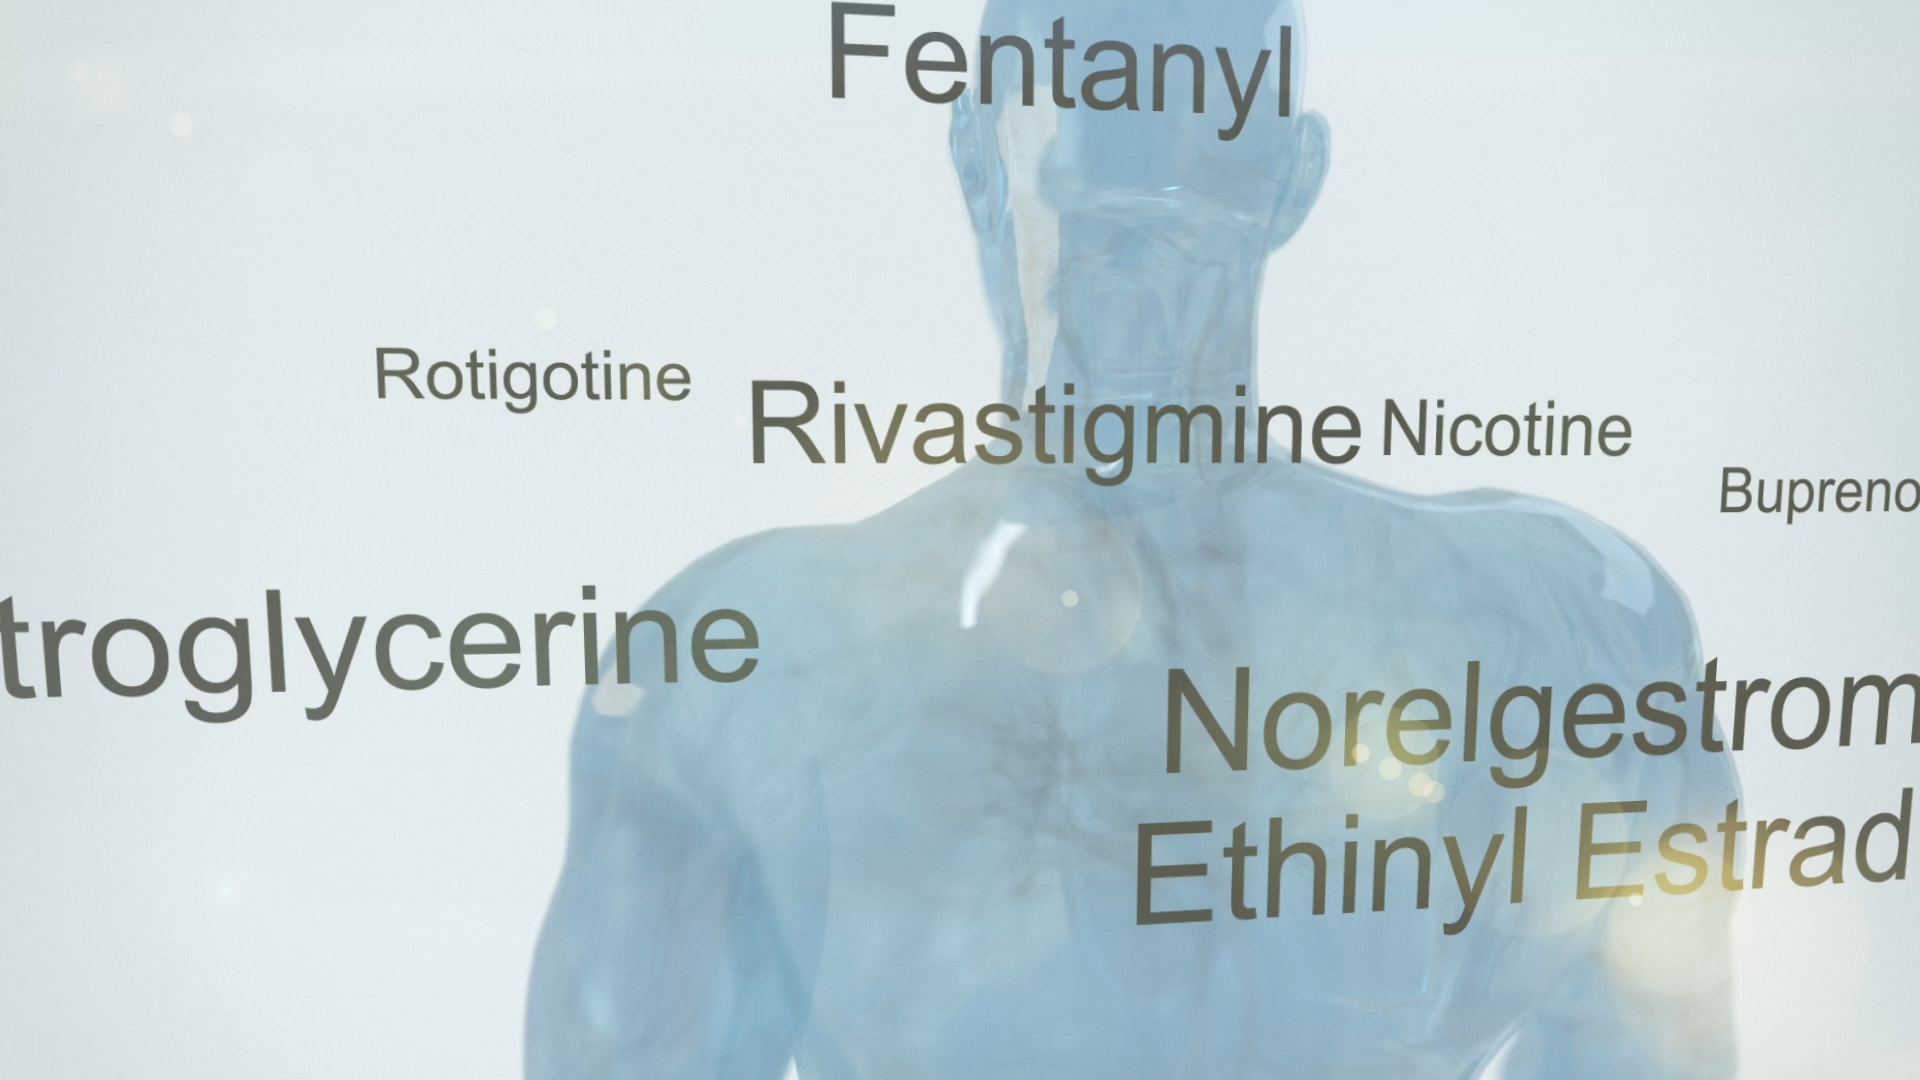 Fentanyl
Rotigotine
Rivastigmine
Nicotine
Bupreno
troglycerine
Norelgestrom
Ethinyl Estrad